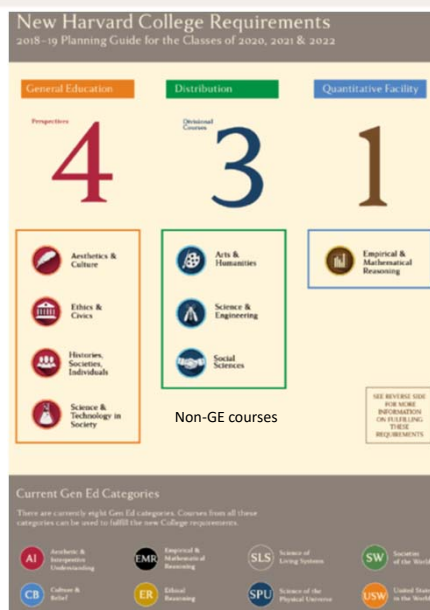 New Harvard College Requirements
2018–19 Planning Guide for the Classes of 2020, 2021 & 2022
General Education
Perspectives
4
Aesthetics &
Culture
Ethics &
Civics
Histories,
Societies,
Individuals
Science &
Technology in
Society
Distribution
Divisional
Courses
3
Arts &
Humanities
Science &
Engineering
Social
Sciences
Non-GE courses
Quantitative Facility
1
Empirical &
Mathematical
Reasoning
SEE REVERSE SIDE
FOR MORE
INFORMATION
ON FULFILLING
THESE
REQUIREMENTS
Current Gen Ed Categories
There are currently eight Gen Ed categories. Courses from all these
categories can be used to fulfill the new College requirements.
AI
Aesthetic &
Interpretive
Understanding
EMR
Empirical &
Mathematical
Reasoning
SLS
Science of
Living Systems
SW
Societies
of the World
CB
Culture &
Belief
ER
Ethical
Reasoning
SPU
Science of the
Physical Universe
USW
United States
in the World